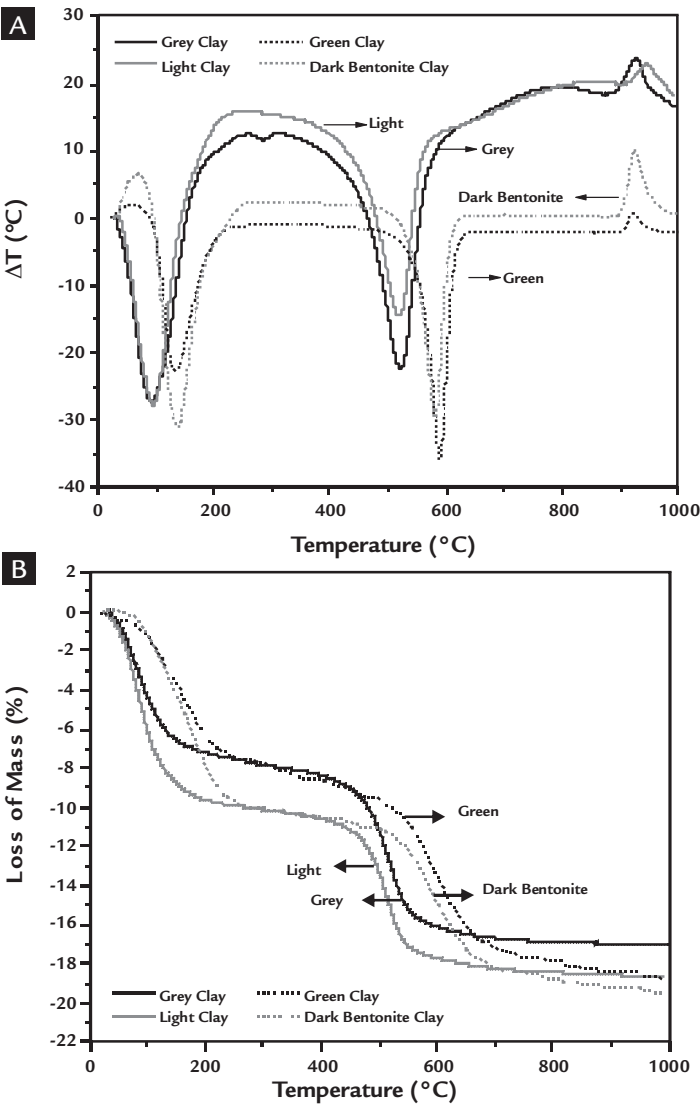 A
30
Grey Clay
Green Clay
Light Clay
Dark Bentonite Clay
20
Light
10
Grey
Dark Bentonite
0
ΔT (°C)
-10
Green
-20
-30
-40
0
200
400
600
800
1000
Temperature (°C)
B
2
0
-2
-4
-6
-8
Loss of Mass (%)
-10
Green
-12
Light
-14
Dark Bentonite
Grey
-16
-18
-20
Grey Clay
Green Clay
Light Clay
Dark Bentonite Clay
-22
0
200
400
600
800
1000
Temperature (°C)